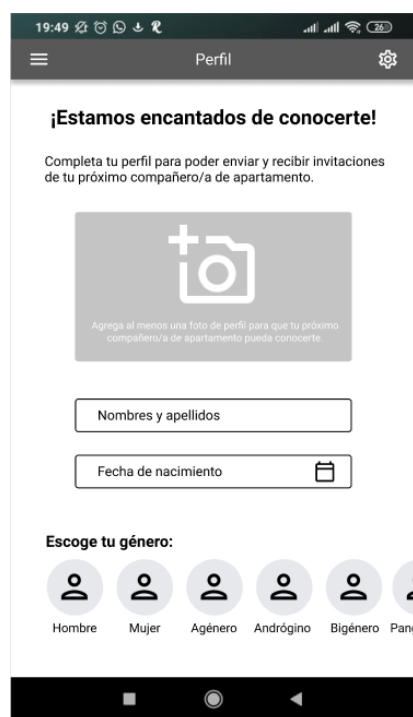 19:49
26
Perfil
¡Estamos encantados de conocerte!
Completa tu perfil para poder enviar y recibir invitaciones
de tu próximo compañero/a de apartamento.
Agrega al menos una foto de perfil para que tu próximo
compañero/a de apartamento pueda conocerte.
Nombres y apellidos
Fecha de nacimiento
Escoge tu género:
Hombre Mujer Agénero Andrógino Bigénero